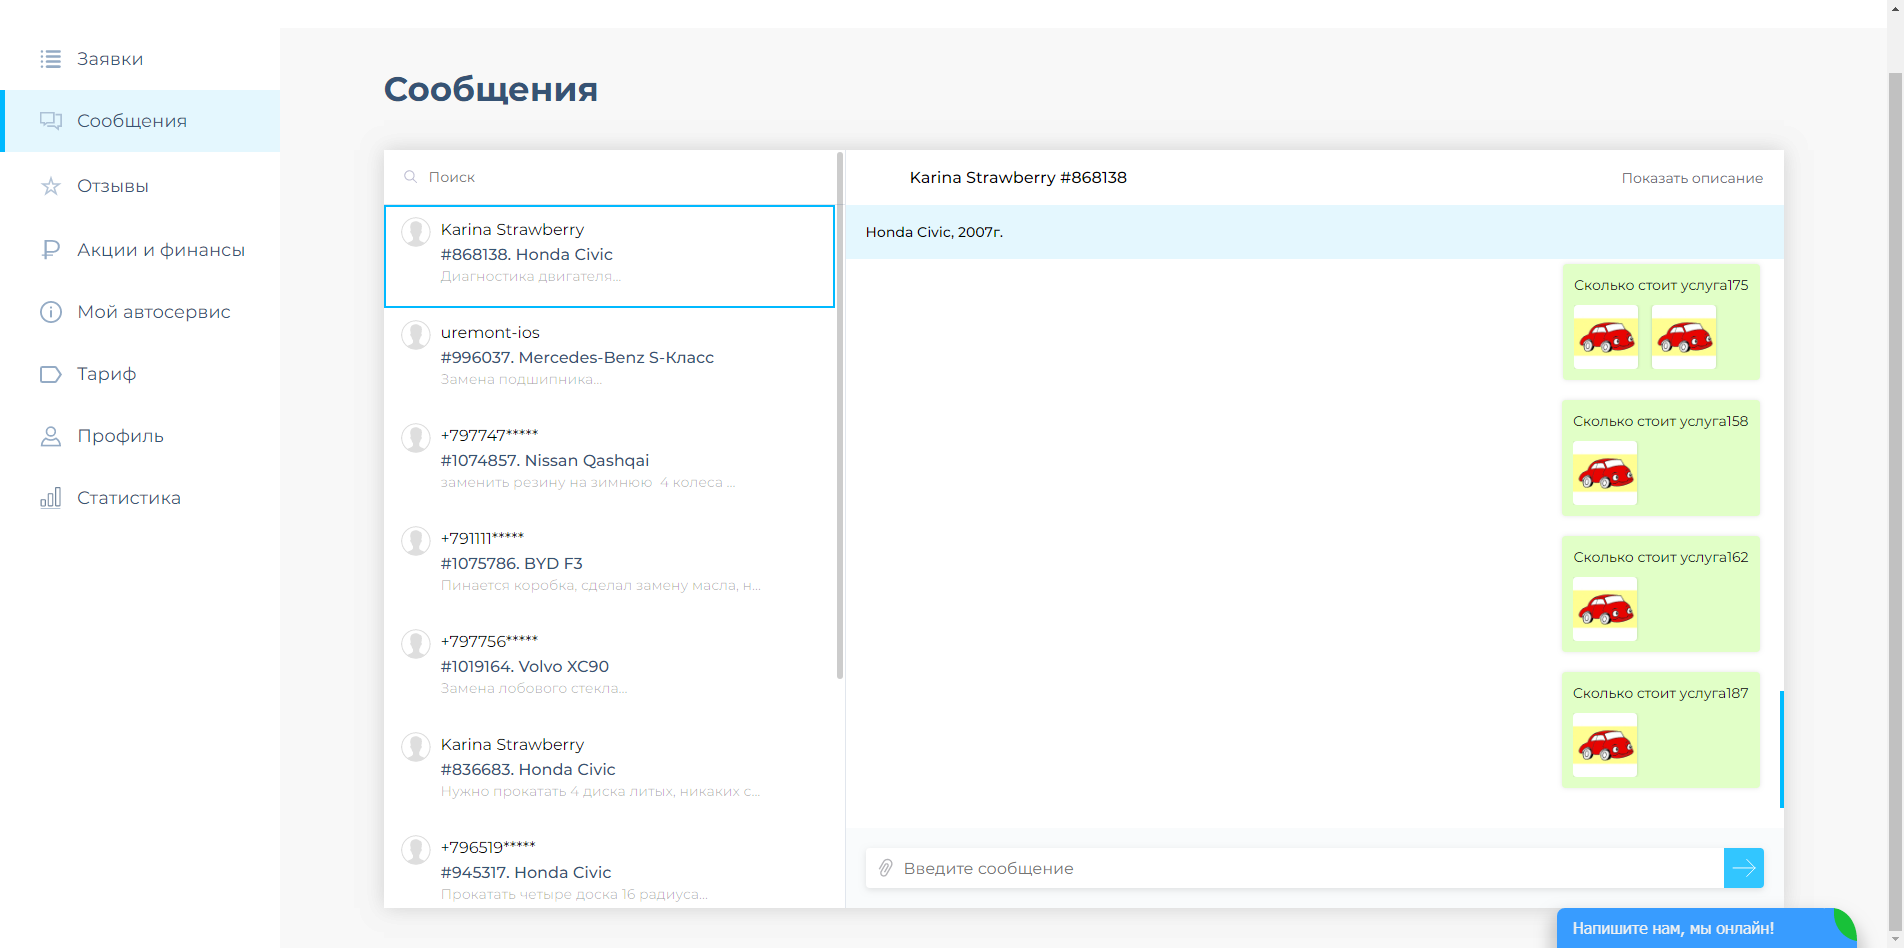 Заявки
Сообщения
Отзывы
Акции и финансы
Мой автосервис
Тариф
Профиль
Статистика
Сообщения
Поиск
Karina Strawberry
#868138. Honda Civic
Диагностика двигателя...
uremont-ios
#996037. Mercedes-Benz S-Класс
Замена подшипника...
+797747*****
#1074857. Nissan Qashqai
заменить резину на зимнюю 4 колеса ...
+791111*****
#1075786. BYD F3
Пинается коробка, сделал замену масла, н...
+797756*****
#1019164. Volvo XC90
Замена лобового стекла...
Karina Strawberry
#836683. Honda Civic
Нужно прокатать 4 диска литых, никаких с...
+796519*****
#945317. Honda Civic
Прокатать четыре доска 16 радиуса...
Karina Strawberry #868138
Показать описание
Honda Civic, 2007г.
Сколько стоит услуга175
Сколько стоит услуга158
Сколько стоит услуга162
Сколько стоит услуга187
Введите сообщение
Напишите нам, мы онлайн!